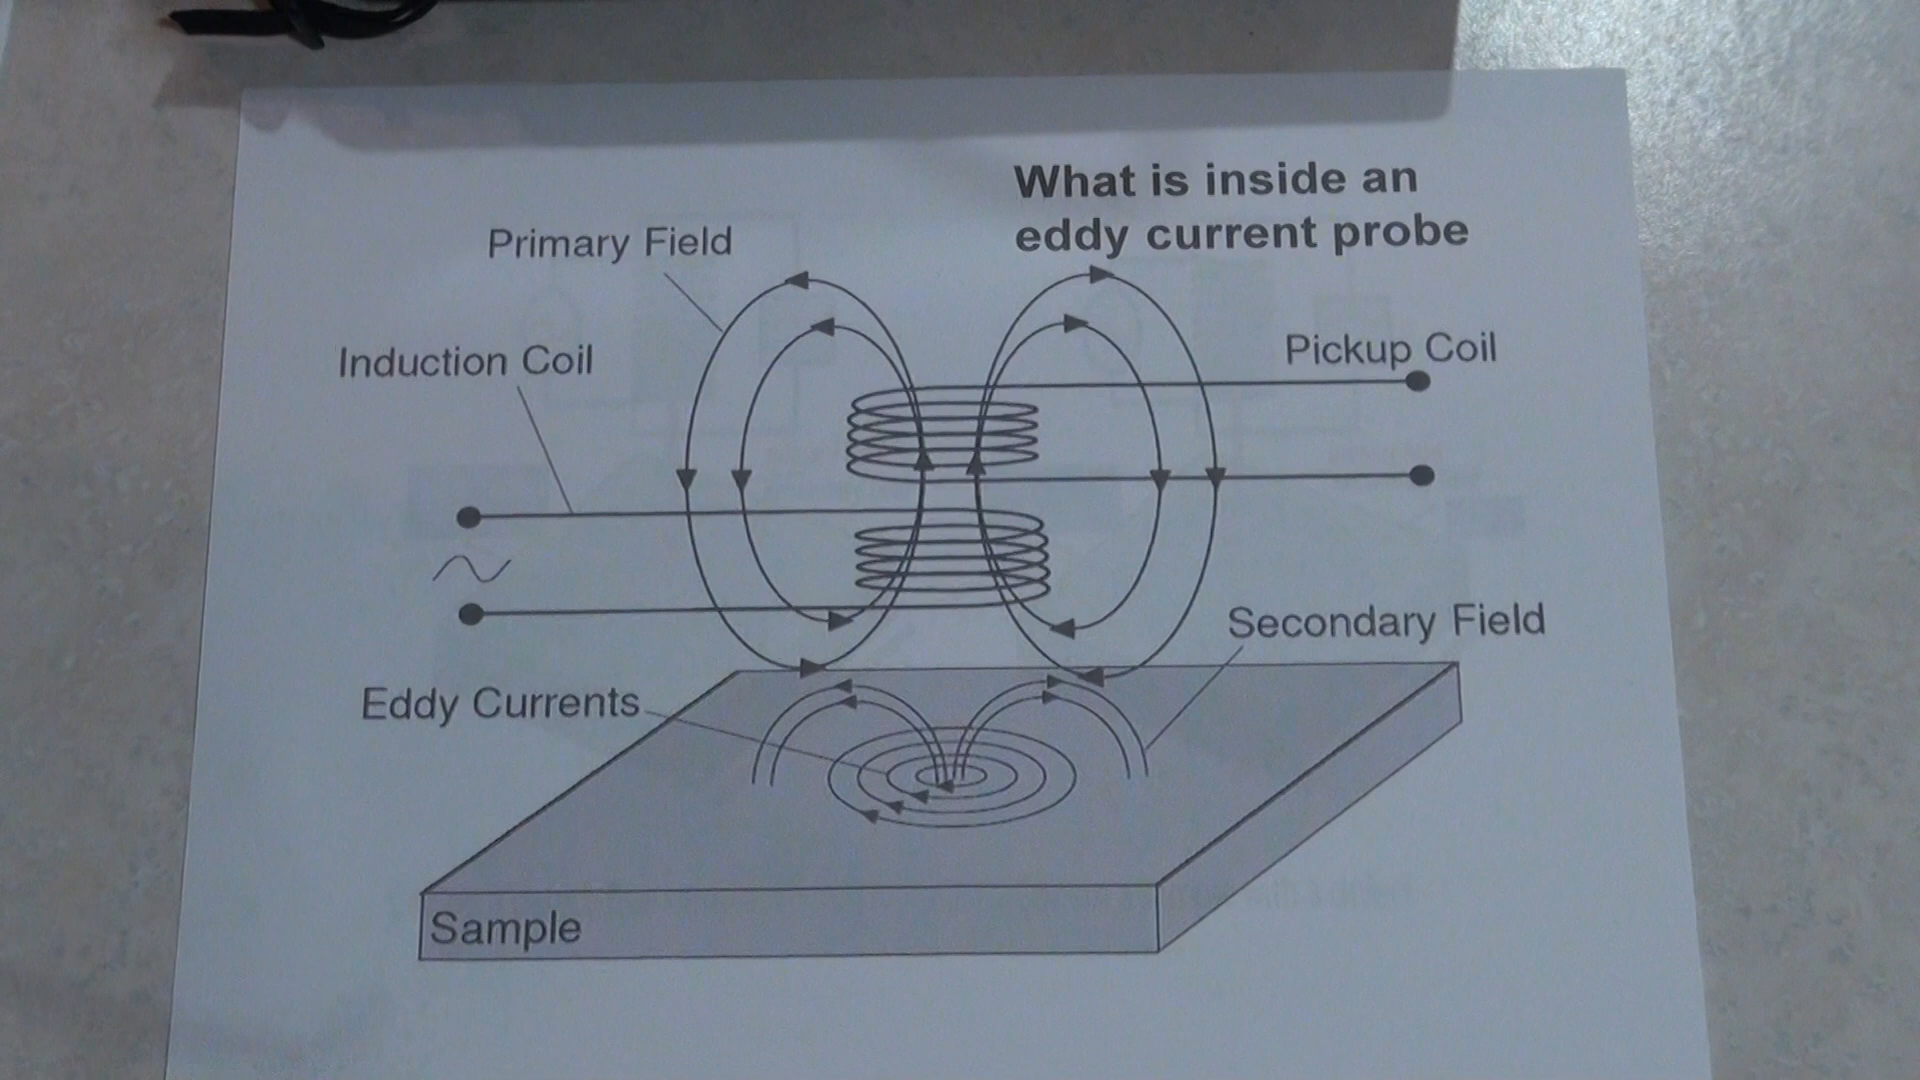 What is inside an
eddy current probe
Primary Field
Induction Coil
Pickup Coil
Secondary Field
Eddy Currents
Sample